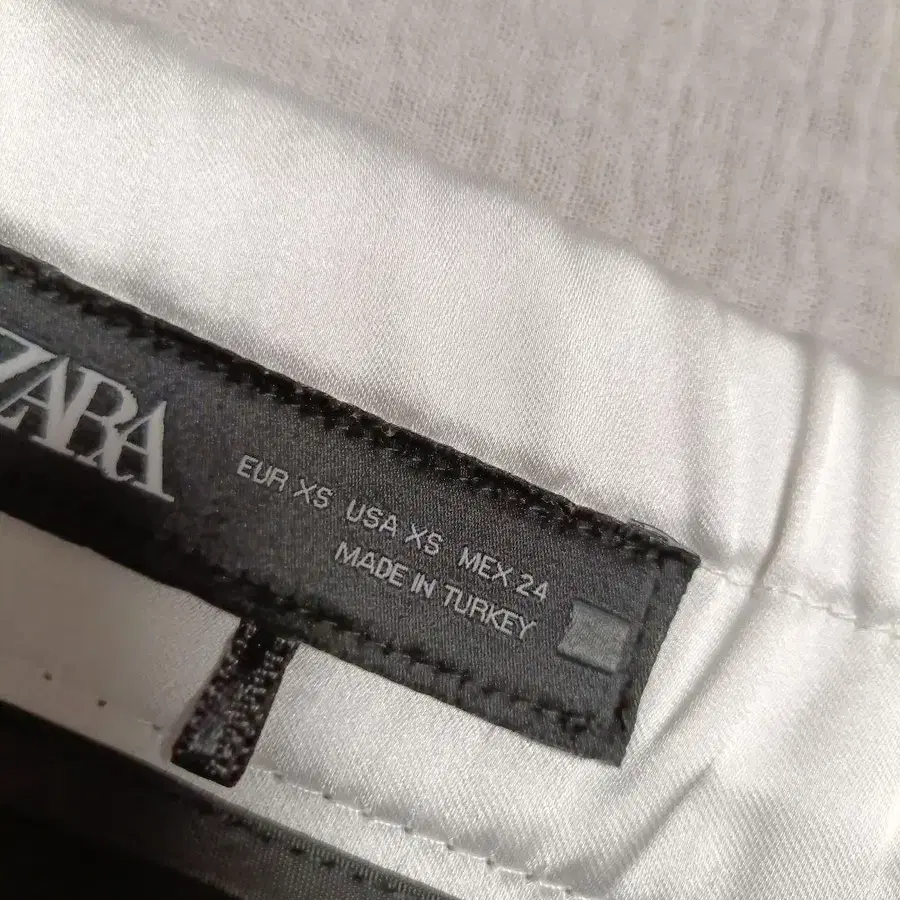 ZARA
EUR XS USA XS MEX 24
MADE IN TURKEY